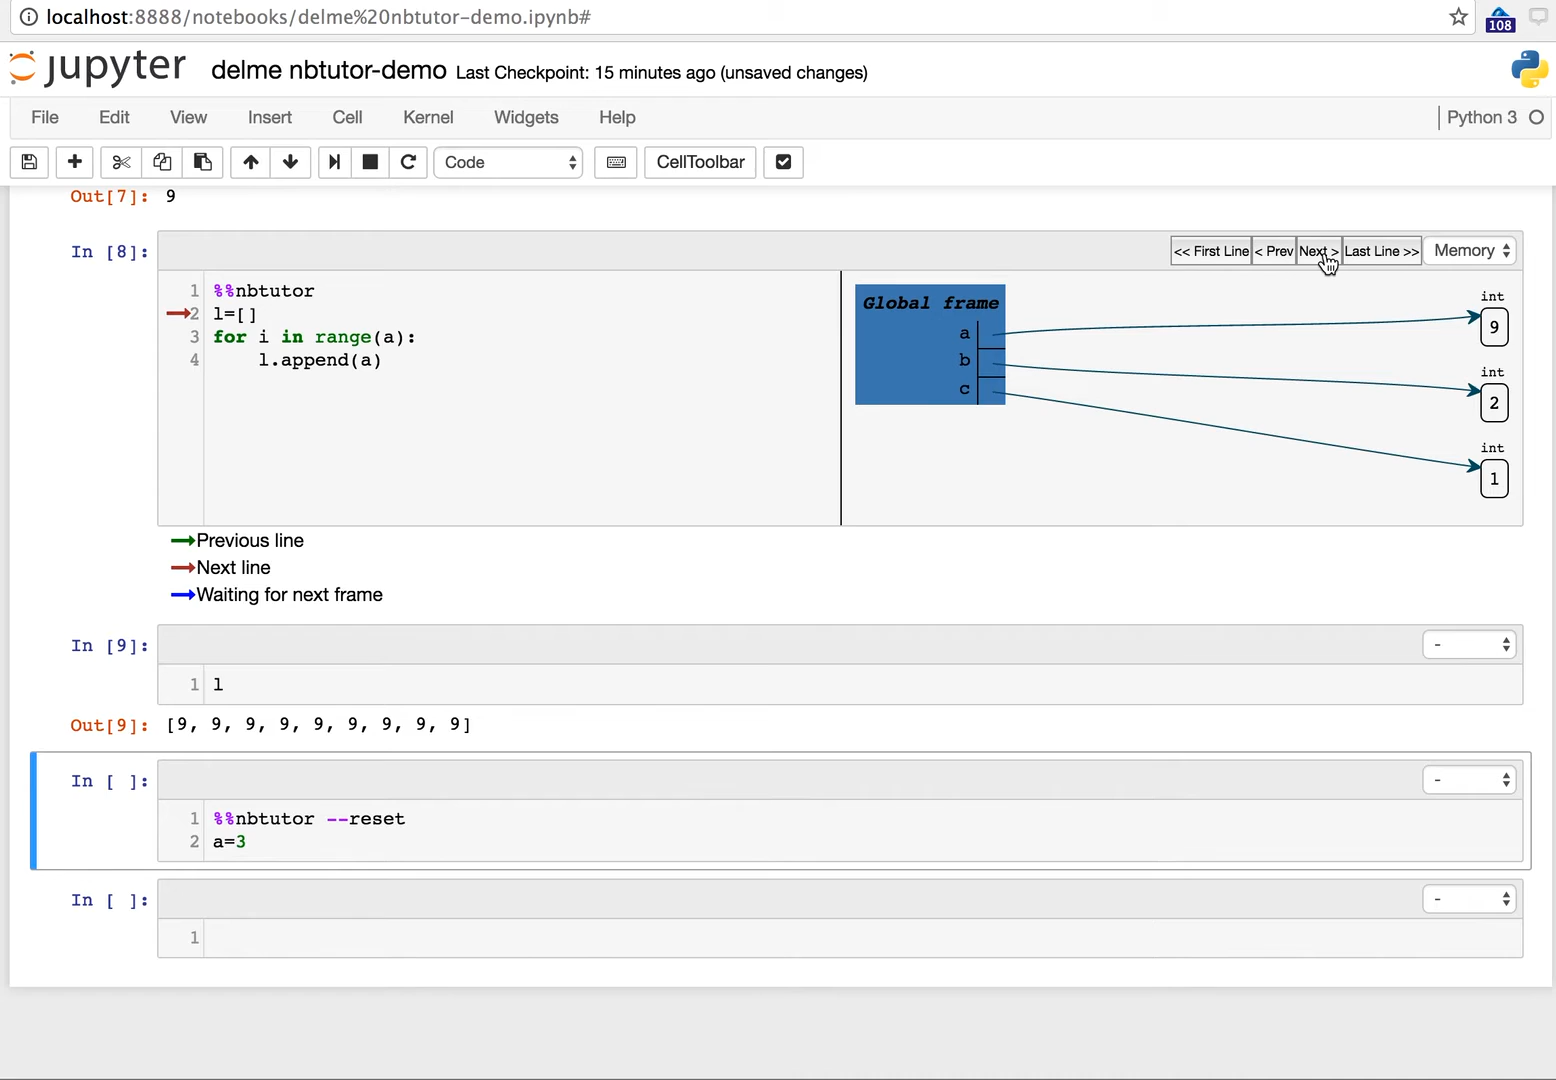 localhost:8888/notebooks/delme%20nbtutor-demo.ipynb#
108
jupyter delme nbtutor-demo Last Checkpoint: 15 minutes ago (unsaved changes)
File Edit View Insert Cell Kernel Widgets Help Python 3
Code CellToolbar
Out[7]: 9
In [8]: << First Line < Prev Next > Last Line >> Memory
1 %%nbtutor
2 l=[]
3 for i in range(a):
4 l.append(a)
Global frame
a
b
c
int
9
int
2
int
1
Previous line
Next line
Waiting for next frame
In [9]: -
1 l
Out[9]: [9, 9, 9, 9, 9, 9, 9, 9, 9]
In [ ]: -
1 %%nbtutor --reset
2 a=3
In [ ]: -
1